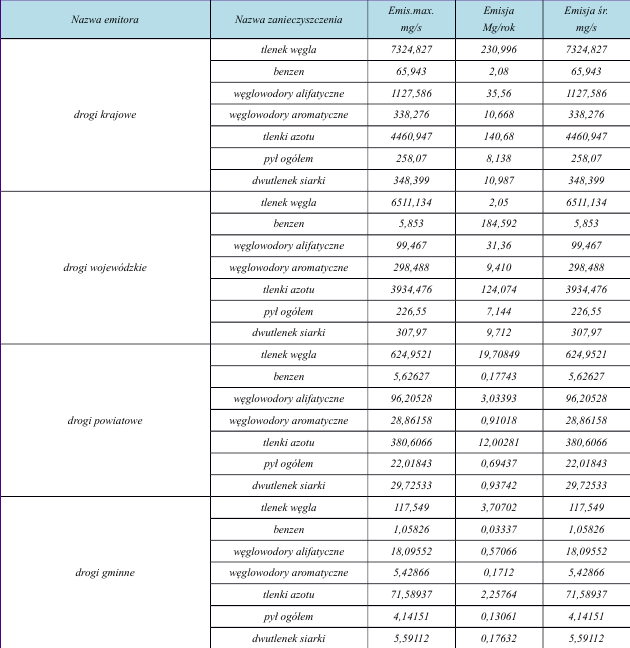 Nazwa emitora Nazwa zanieczyszczenia Emis.max. mg/s Emisja Mg/rok Emisja śr. mg/s
drogi krajowe
tlenek węgla 7324,827 230,996 7324,827
benzen 65,943 2,08 65,943
węglowodory alifatyczne 1127,586 35,56 1127,586
węglowodory aromatyczne 338,276 10,668 338,276
tlenki azotu 4460,947 140,68 4460,947
pył ogółem 258,07 8,138 258,07
dwutlenek siarki 348,399 10,987 348,399
drogi wojewódzkie
tlenek węgla 6511,134 2,05 6511,134
benzen 5,853 184,592 5,853
węglowodory alifatyczne 99,467 31,36 99,467
węglowodory aromatyczne 298,488 9,410 298,488
tlenki azotu 3934,476 124,074 3934,476
pył ogółem 226,55 7,144 226,55
dwutlenek siarki 307,97 9,712 307,97
drogi powiatowe
tlenek węgla 624,9521 19,70849 624,9521
benzen 5,62627 0,17743 5,62627
węglowodory alifatyczne 96,20528 3,03393 96,20528
węglowodory aromatyczne 28,86158 0,91018 28,86158
tlenki azotu 380,6066 12,00281 380,6066
pył ogółem 22,01843 0,69437 22,01843
dwutlenek siarki 29,72533 0,93742 29,72533
drogi gminne
tlenek węgla 117,549 3,70702 117,549
benzen 1,05826 0,03337 1,05826
węglowodory alifatyczne 18,09552 0,57066 18,09552
węglowodory aromatyczne 5,42866 0,1712 5,42866
tlenki azotu 71,58937 2,25764 71,58937
pył ogółem 4,14151 0,13061 4,14151
dwutlenek siarki 5,59112 0,17632 5,59112